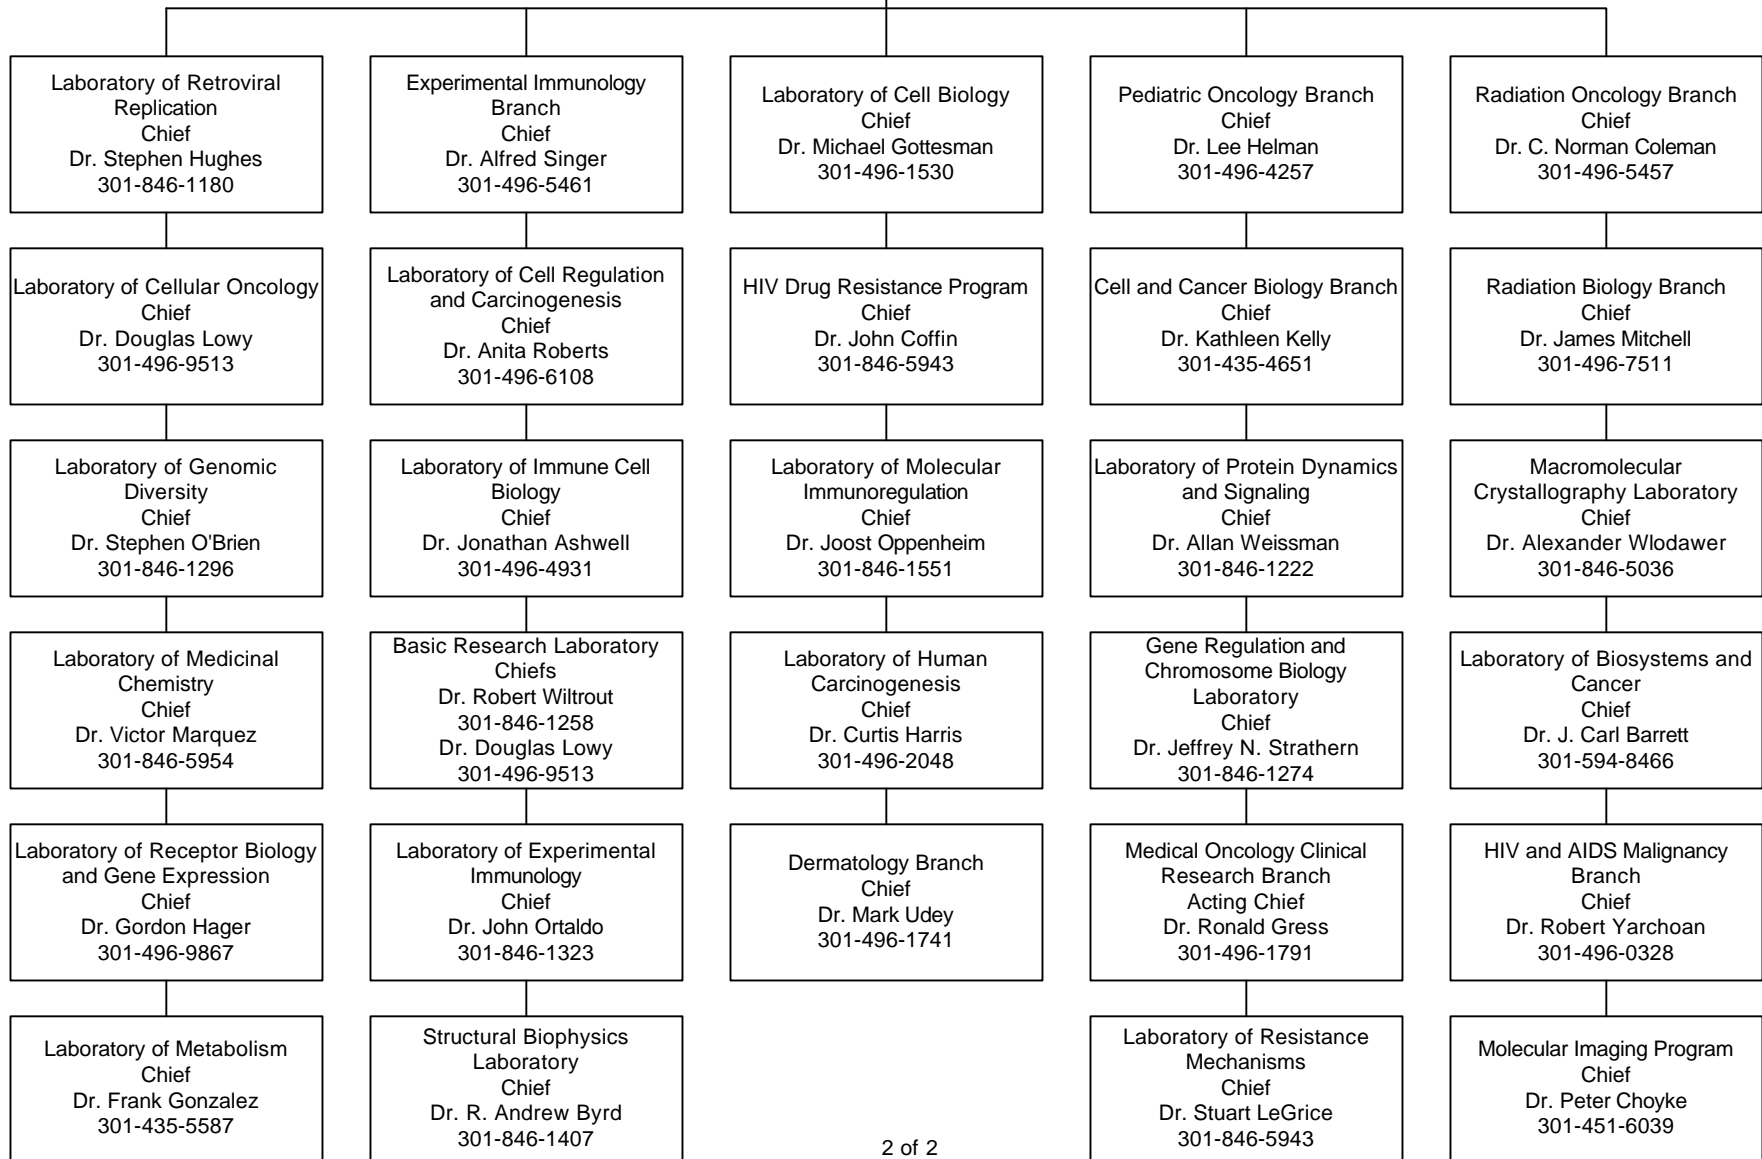 Laboratory of Retroviral
Replication
Chief
Dr. Stephen Hughes
301-846-1180
Experimental Immunology
Branch
Chief
Dr. Alfred Singer
301-496-5461
Laboratory of Cell Biology
Chief
Dr. Michael Gottesman
301-496-1530
Pediatric Oncology Branch
Chief
Dr. Lee Helman
301-496-4257
Radiation Oncology Branch
Chief
Dr. C. Norman Coleman
301-496-5457
Laboratory of Cellular Oncology
Chief
Dr. Douglas Lowy
301-496-9513
Laboratory of Cell Regulation
and Carcinogenesis
Chief
Dr. Anita Roberts
301-496-6108
HIV Drug Resistance Program
Chief
Dr. John Coffin
301-846-5943
Cell and Cancer Biology Branch
Chief
Dr. Kathleen Kelly
301-435-4651
Radiation Biology Branch
Chief
Dr. James Mitchell
301-496-7511
Laboratory of Genomic
Diversity
Chief
Dr. Stephen O'Brien
301-846-1296
Laboratory of Immune Cell
Biology
Chief
Dr. Jonathan Ashwell
301-496-4931
Laboratory of Molecular
Immunoregulation
Chief
Dr. Joost Oppenheim
301-846-1551
Laboratory of Protein Dynamics
and Signaling
Chief
Dr. Allan Weissman
301-846-1222
Macromolecular
Crystallography Laboratory
Chief
Dr. Alexander Wlodawer
301-846-5036
Laboratory of Medicinal
Chemistry
Chief
Dr. Victor Marquez
301-846-5954
Basic Research Laboratory
Chiefs
Dr. Robert Wiltrout
301-846-1258
Dr. Douglas Lowy
301-496-9513
Laboratory of Human
Carcinogenesis
Chief
Dr. Curtis Harris
301-496-2048
Gene Regulation and
Chromosome Biology
Laboratory
Chief
Dr. Jeffrey N. Strathern
301-846-1274
Laboratory of Biosystems and
Cancer
Chief
Dr. J. Carl Barrett
301-594-8466
Laboratory of Receptor Biology
and Gene Expression
Chief
Dr. Gordon Hager
301-496-9867
Laboratory of Experimental
Immunology
Chief
Dr. John Ortaldo
301-846-1323
Dermatology Branch
Chief
Dr. Mark Udey
301-496-1741
Medical Oncology Clinical
Research Branch
Acting Chief
Dr. Ronald Gress
301-496-1791
HIV and AIDS Malignancy
Branch
Chief
Dr. Robert Yarchoan
301-496-0328
Laboratory of Metabolism
Chief
Dr. Frank Gonzalez
301-435-5587
Structural Biophysics
Laboratory
Chief
Dr. R. Andrew Byrd
301-846-1407
Laboratory of Resistance
Mechanisms
Chief
Dr. Stuart LeGrice
301-846-5943
Molecular Imaging Program
Chief
Dr. Peter Choyke
301-451-6039
2 of 2